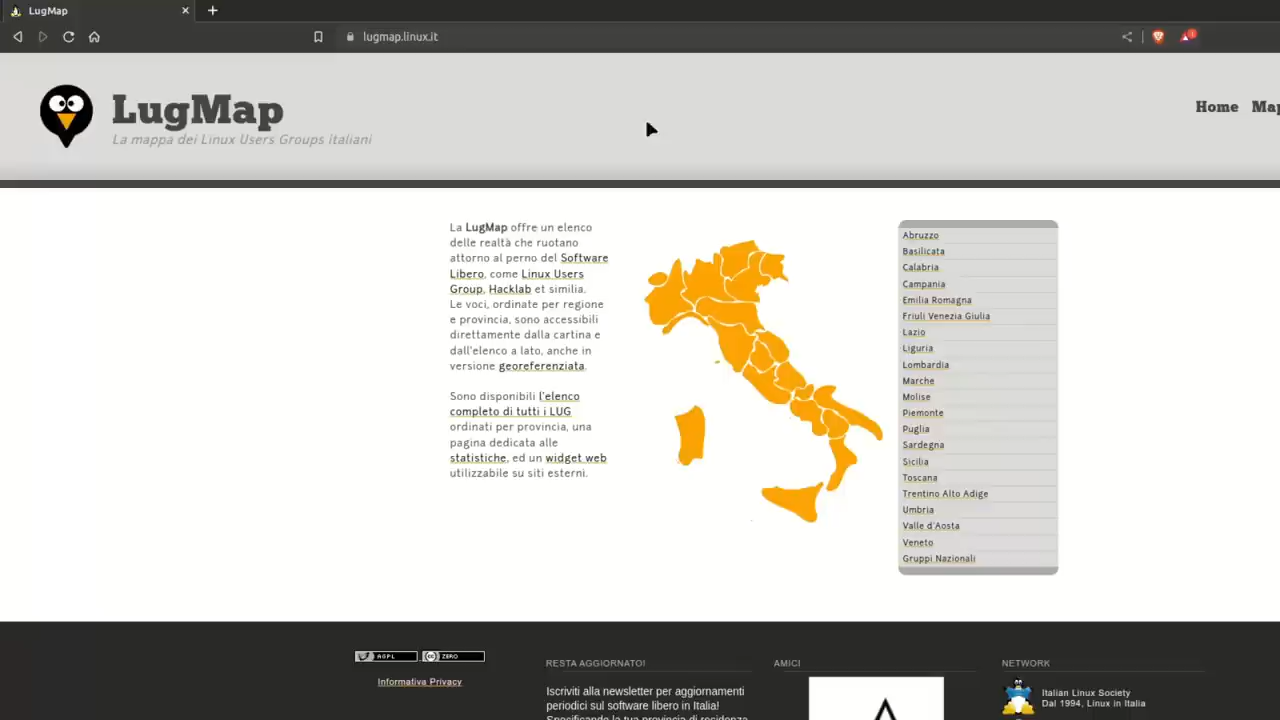 LugMap
lugmap.linux.it
LugMap
La mappa dei Linux Users Groups italiani
Home
La LugMap offre un elenco
delle realtà che ruotano
attorno al perno del Software
Libero, come Linux Users
Group, Hacklab et similia.
Le voci, ordinate per regione
e provincia, sono accessibili
direttamente dalla cartina e
dall'elenco a lato, anche in
versione georeferenziata.
Sono disponibili l'elenco
completo di tutti i LUG
ordinati per provincia, una
pagina dedicata alle
statistiche, ed un widget web
utilizzabile su siti esterni.
Abruzzo
Basilicata
Calabria
Campania
Emilia Romagna
Friuli Venezia Giulia
Lazio
Liguria
Lombardia
Marche
Molise
Piemonte
Puglia
Sardegna
Sicilia
Toscana
Trentino Alto Adige
Umbria
Valle d'Aosta
Veneto
Gruppi Nazionali
AGPL
ZERO
Informativa Privacy
RESTA AGGIORNATO!
Iscriviti alla newsletter per aggiornamenti
periodici sul software libero in Italia!
Specificando la tua provincia di residenza
AMICI
NETWORK
Italian Linux Society
Dal 1994, Linux in Italia